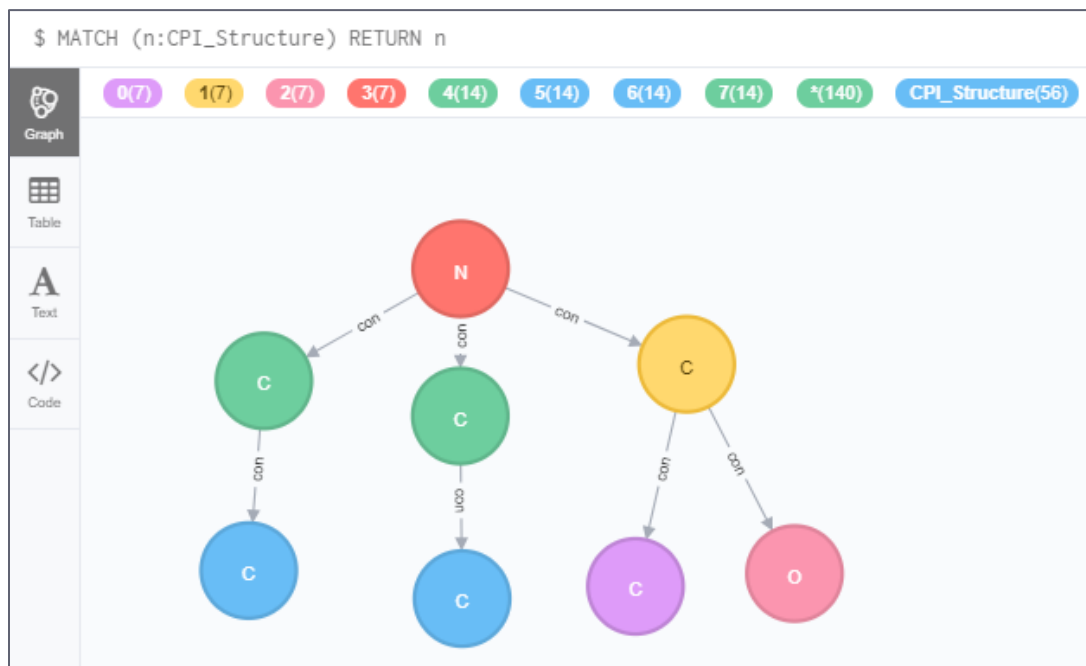 $ MATCH (n:CPI_Structure) RETURN n
0(7) 1(7) 2(7) 3(7) 4(14) 5(14) 6(14) 7(14) *(140) CPI_Structure(56)
Graph
Table
A
Text
</>
Code
N
con con con
C C C
con con con con
C C C O